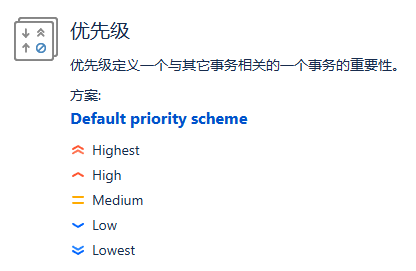 优先级
优先级定义一个与其它事务相关的一个事务的重要性。
方案:
Default priority scheme
Highest
High
Medium
Low
Lowest